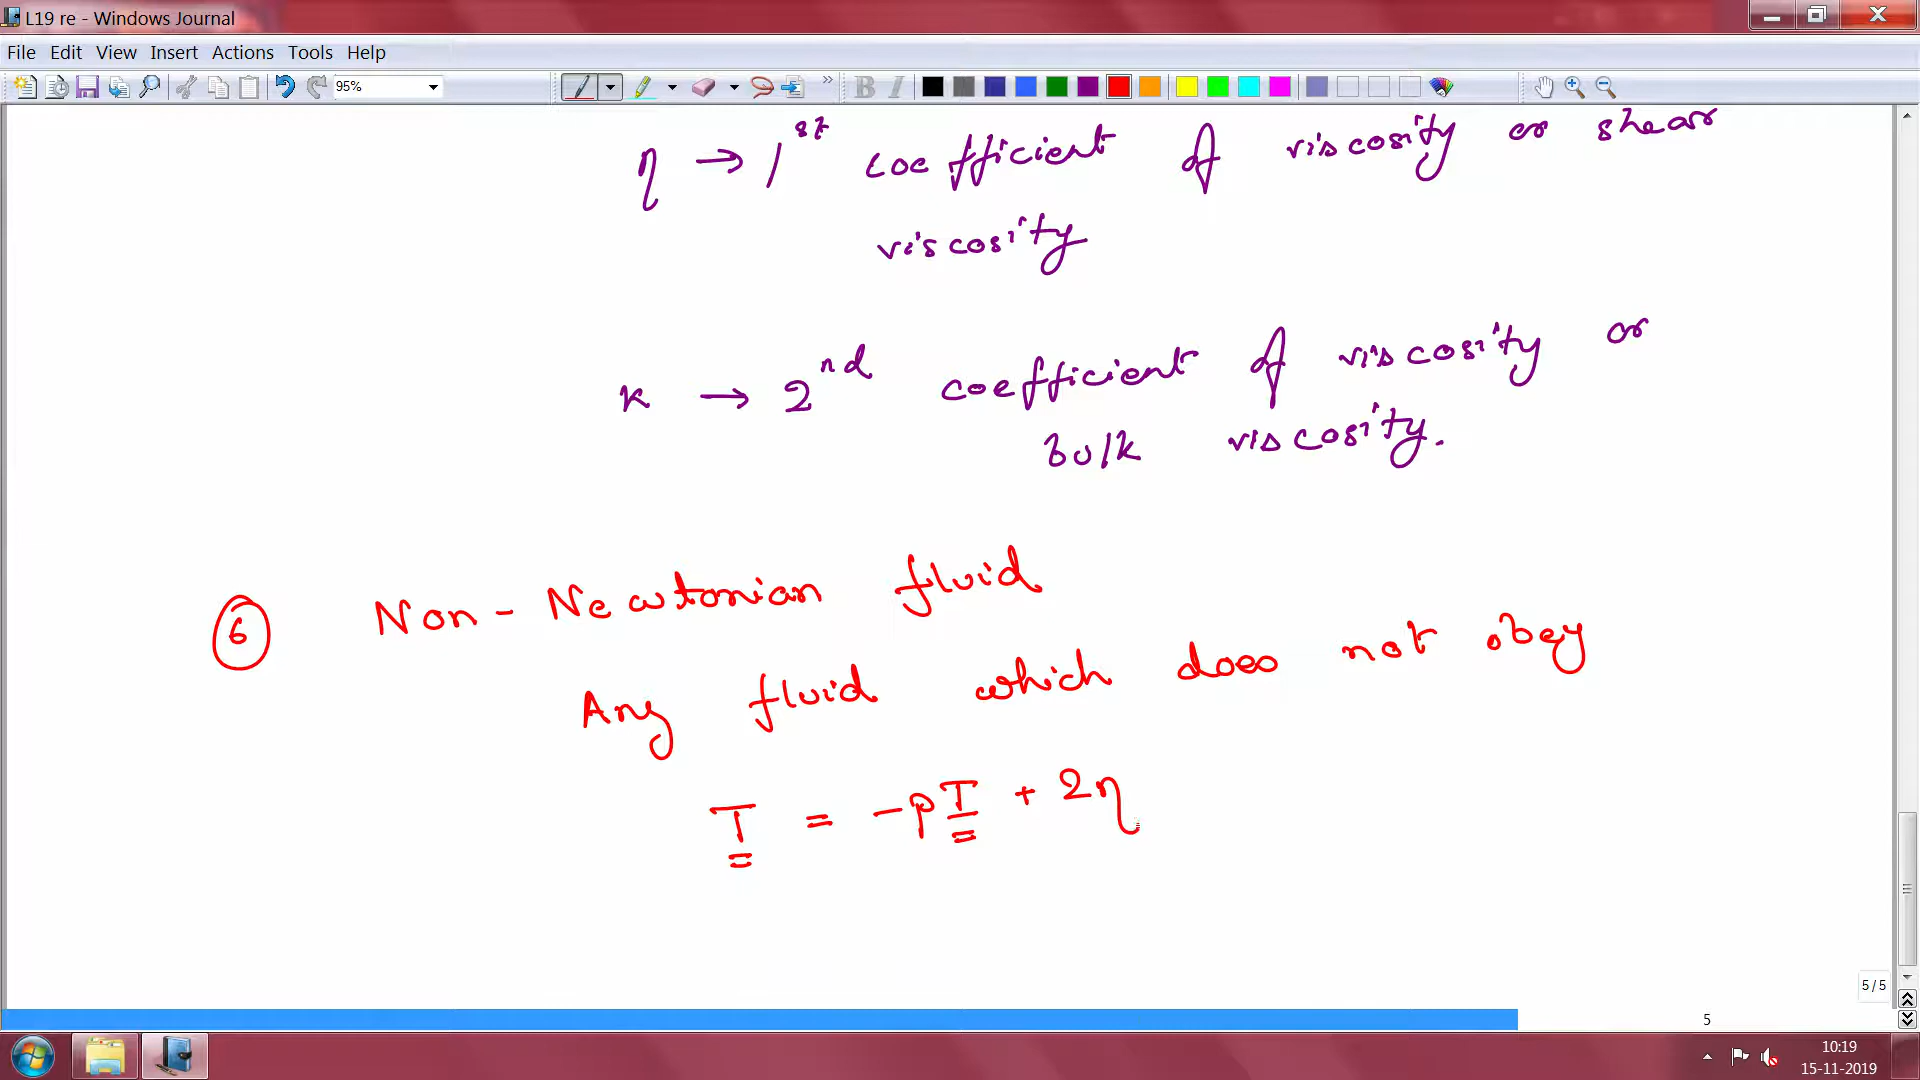 L19 re - Windows Journal
File Edit View Insert Actions Tools Help
95%
η → 1st coefficient of viscosity or shear
viscosity
κ → 2nd coefficient of viscosity or
bulk viscosity.
6 Non-Newtonian fluid
Any fluid which does not obey
T = -pI + 2η
5/5
5
10:19
15-11-2019